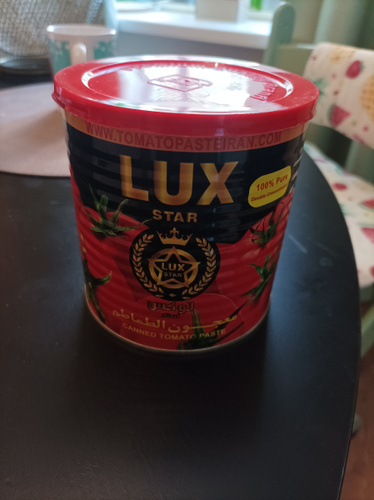 WWW.TOMATOPASTEIRAN.COM
LUX
STAR
100% Pure
LUX
STAR
معجون الطماطم
CANNED TOMATO PASTE